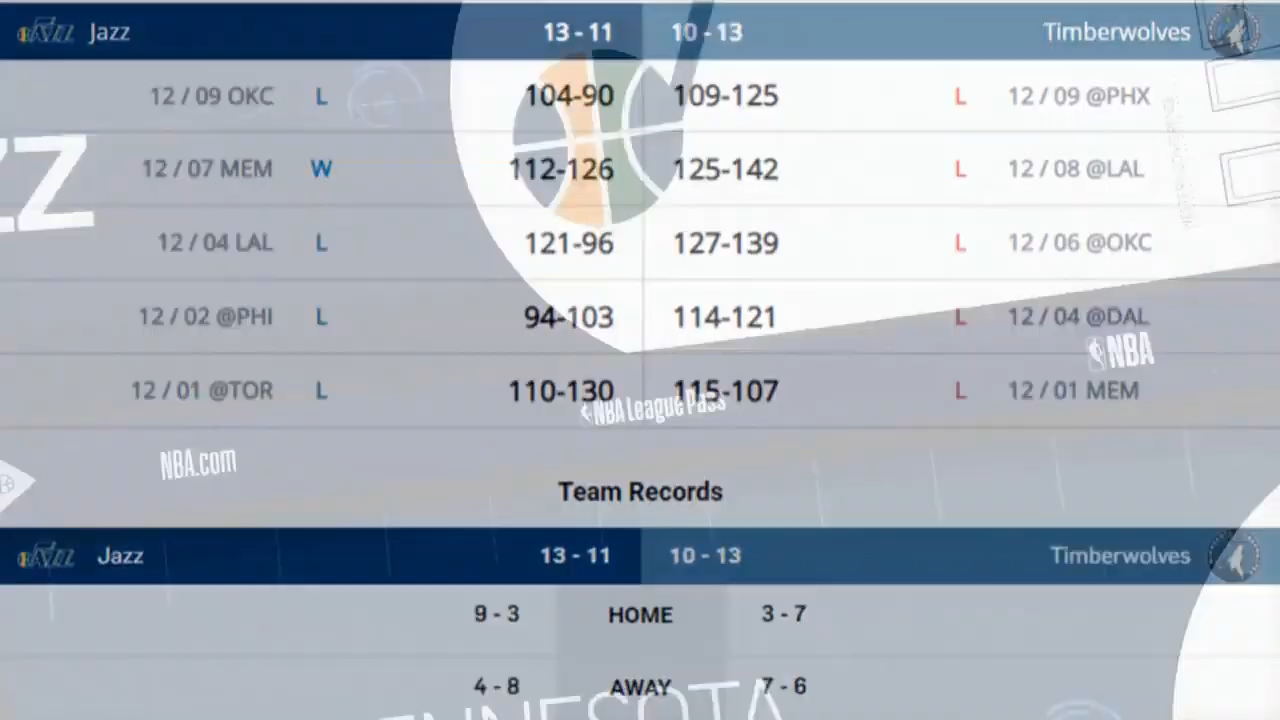 Jazz 13 - 11 10 - 13 Timberwolves
12 / 09 OKC L 104-90 109-125 L 12 / 09 @PHX
12 / 07 MEM W 112-126 125-142 L 12 / 08 @LAL
12 / 04 LAL L 121-96 127-139 L 12 / 06 @OKC
12 / 02 @PHI L 94-103 114-121 L 12 / 04 @DAL
NBA
12 / 01 @TOR L 110-130 115-107 L 12 / 01 MEM
NBA League Pass
NBA.com
Team Records
Jazz 13 - 11 10 - 13 Timberwolves
9 - 3 HOME 3 - 7
4 - 8 AWAY 7 - 6